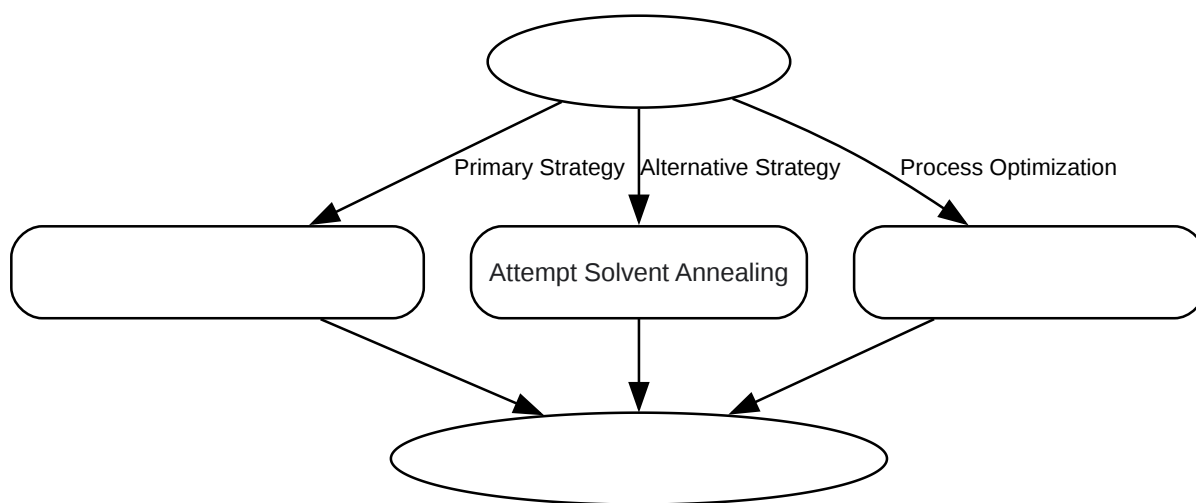 Primary Strategy
Alternative Strategy
Process Optimization
Attempt Solvent Annealing